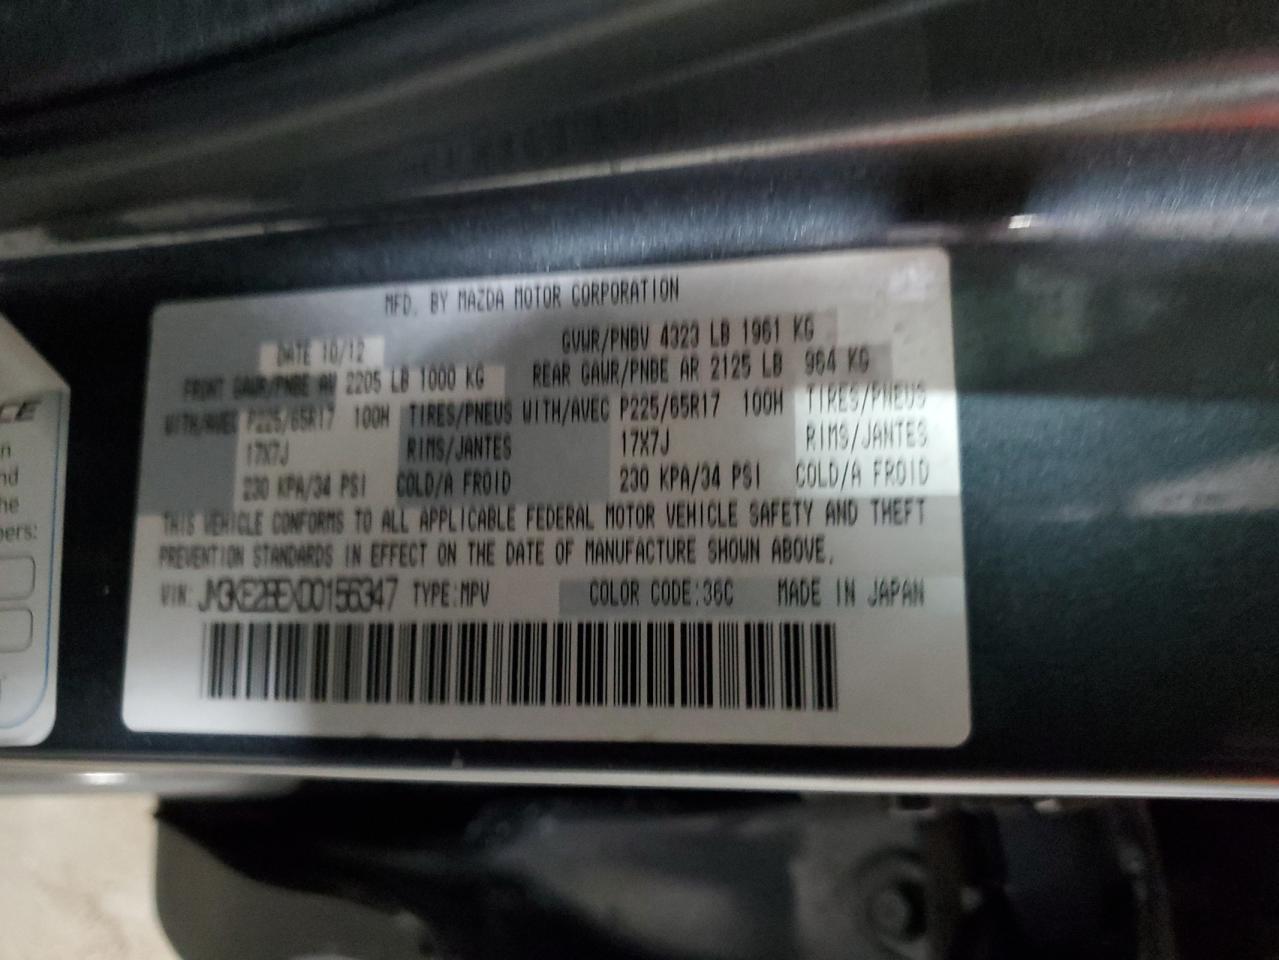 MFD. BY MAZDA MOTOR CORPORATION
DATE 10/12 GVWR/PNBV 4323 LB 1961 KG
FRONT GAWR/PNBE AV 2205 LB 1000 KG REAR GAWR/PNBE AR 2125 LB 964 KG
WITH/AVEC P225/65R17 100H TIRES/PNEUS WITH/AVEC P225/65R17 100H TIRES/PNEUS
17X7J RIMS/JANTES 17X7J RIMS/JANTES
230 KPA/34 PSI COLD/A FROID 230 KPA/34 PSI COLD/A FROID
THIS VEHICLE CONFORMS TO ALL APPLICABLE FEDERAL MOTOR VEHICLE SAFETY AND THEFT
PREVENTION STANDARDS IN EFFECT ON THE DATE OF MANUFACTURE SHOWN ABOVE.
VIN: JM3KE2BEXD0156347 TYPE:MPV COLOR CODE:36C MADE IN JAPAN